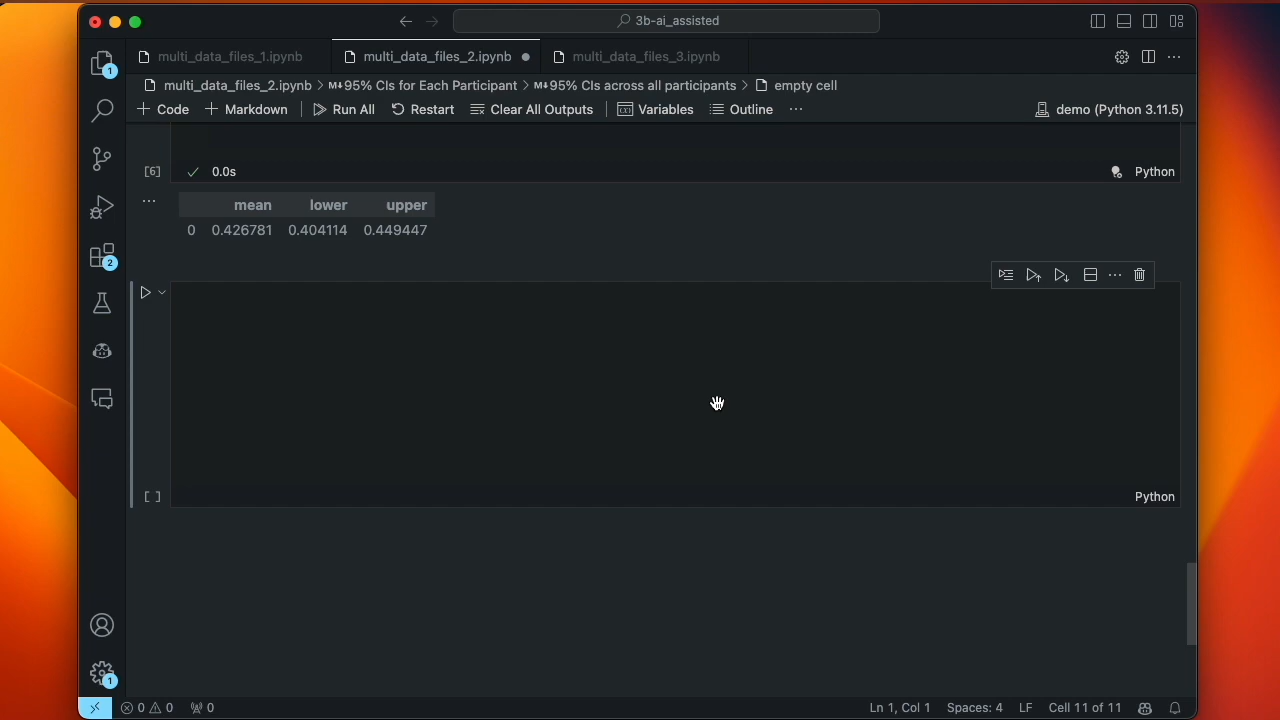 3b-ai_assisted
multi_data_files_1.ipynb multi_data_files_2.ipynb multi_data_files_3.ipynb
multi_data_files_2.ipynb > M↓95% CIs for Each Participant > M↓95% CIs across all participants > empty cell
+ Code + Markdown Run All Restart Clear All Outputs Variables Outline ... demo (Python 3.11.5)
[6] ✓ 0.0s Python
... mean lower upper
0 0.426781 0.404114 0.449447
[ ] Python
1
2
1
0 0 0 Ln 1, Col 1 Spaces: 4 LF Cell 11 of 11